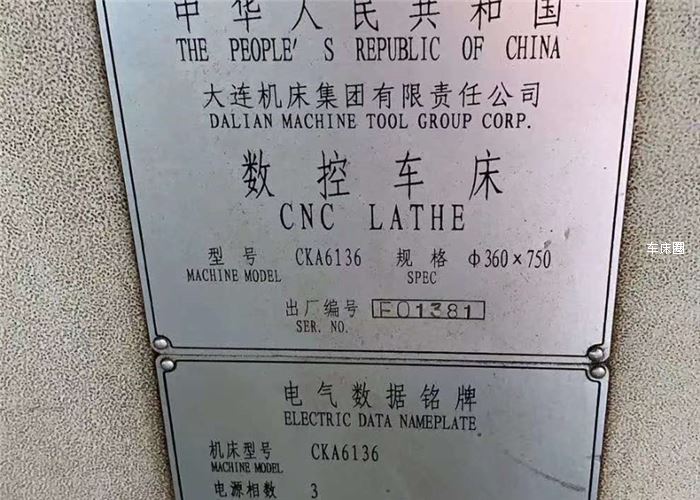 中华人民共和国
THE PEOPLE' S REPUBLIC OF CHINA
大连机床集团有限责任公司
DALIAN MACHINE TOOL GROUP CORP.
数控车床
CNC LATHE
型号 CKA6136 规格 Φ360×750
MACHINE MODEL SPEC
出厂编号 F01381
SER. NO.
车床圈
电气数据铭牌
ELECTRIC DATA NAMEPLATE
机床型号 CKA6136
MACHINE MODEL
电源相数 3